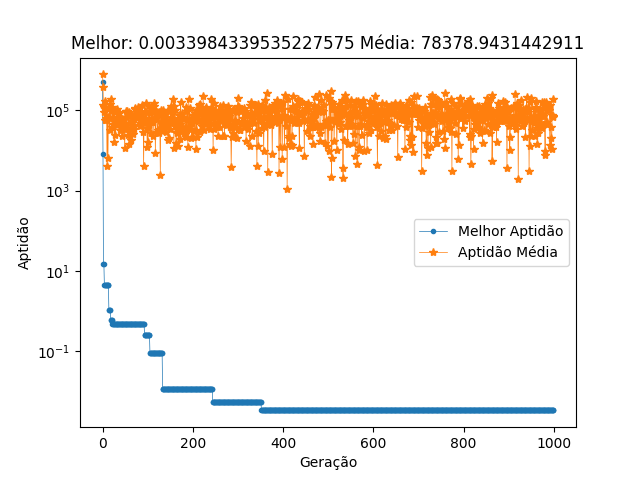 Melhor: 0.0033984339535227575 Média: 78378.9431442911
Aptidão
10^5
10^3
10^1
10^−1
Melhor Aptidão
Aptidão Média
0 200 400 600 800 1000
Geração